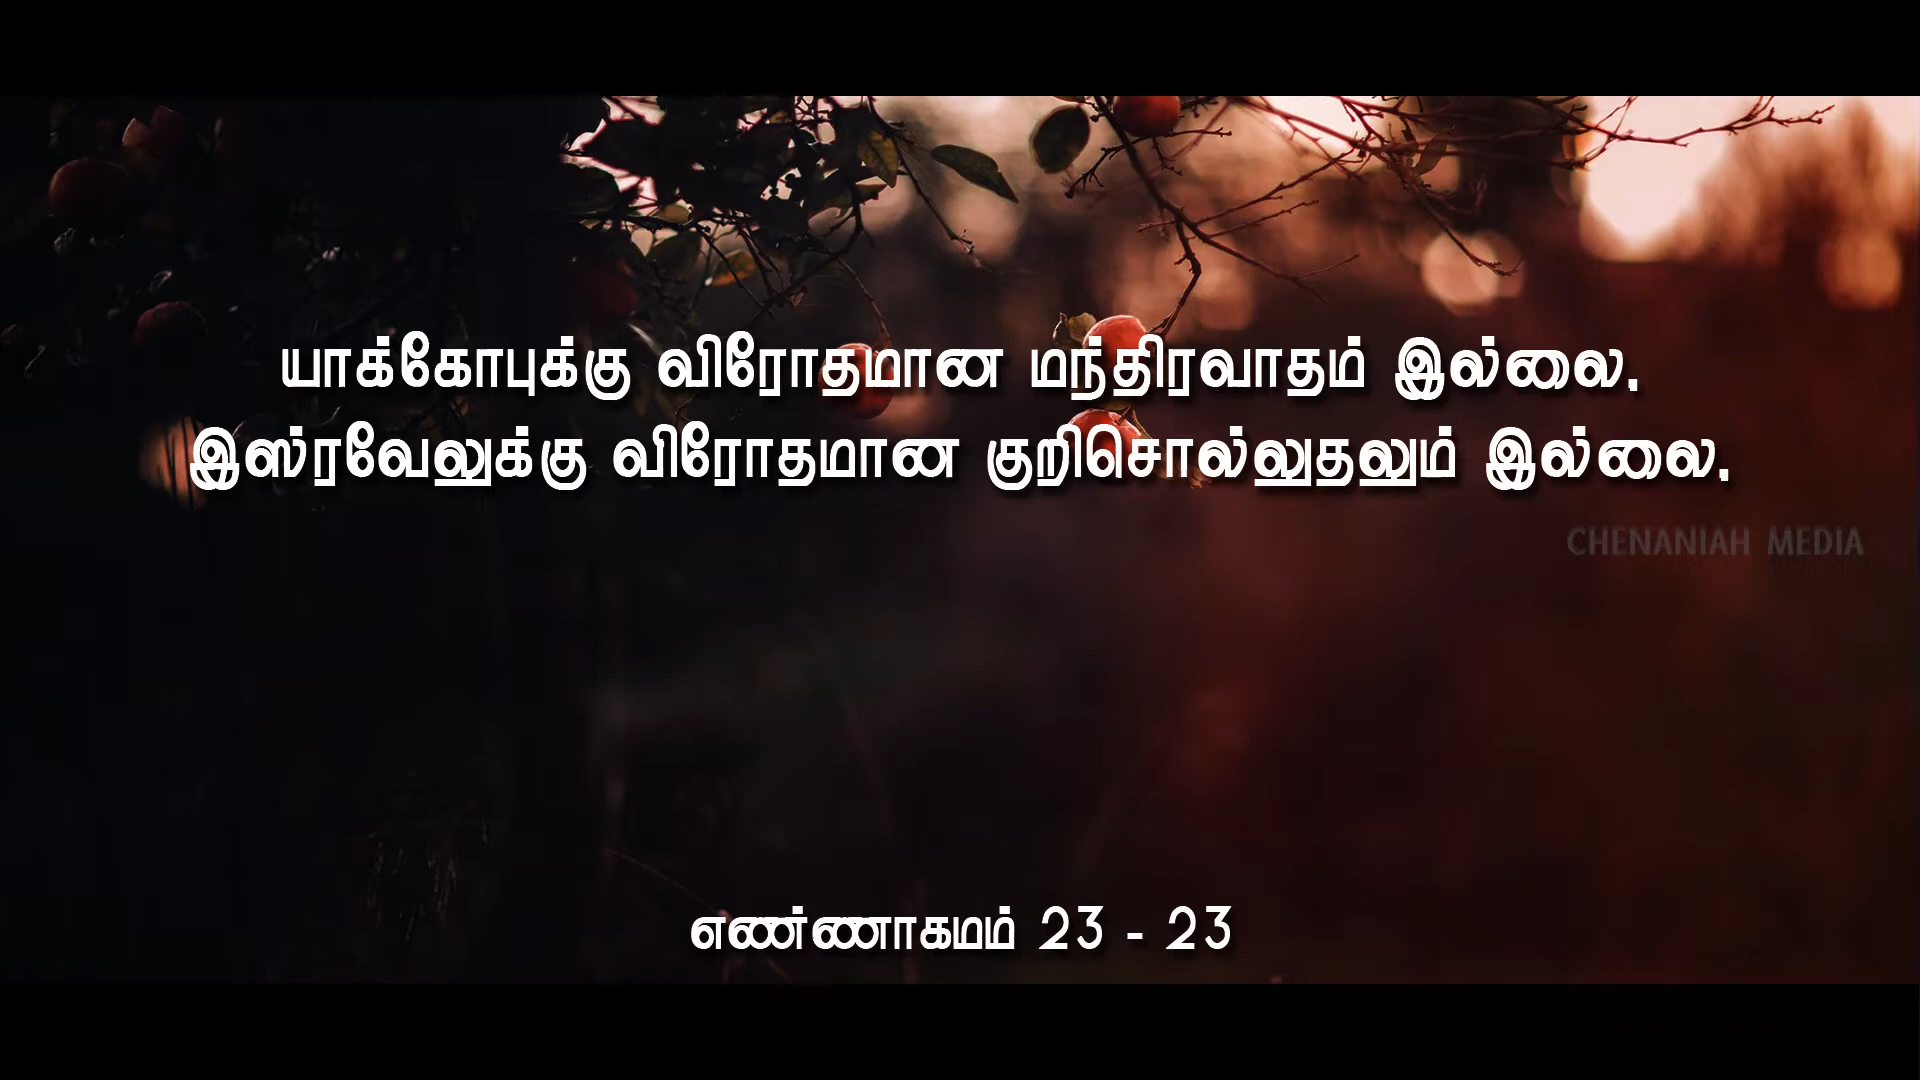 யாக்கோபுக்கு விரோதமான மந்திரவாதம் இல்லை,
இஸ்ரவேலுக்கு விரோதமான குறிசொல்லுதலும் இல்லை,
CHENANIAH MEDIA
எண்ணாகமம் 23 - 23